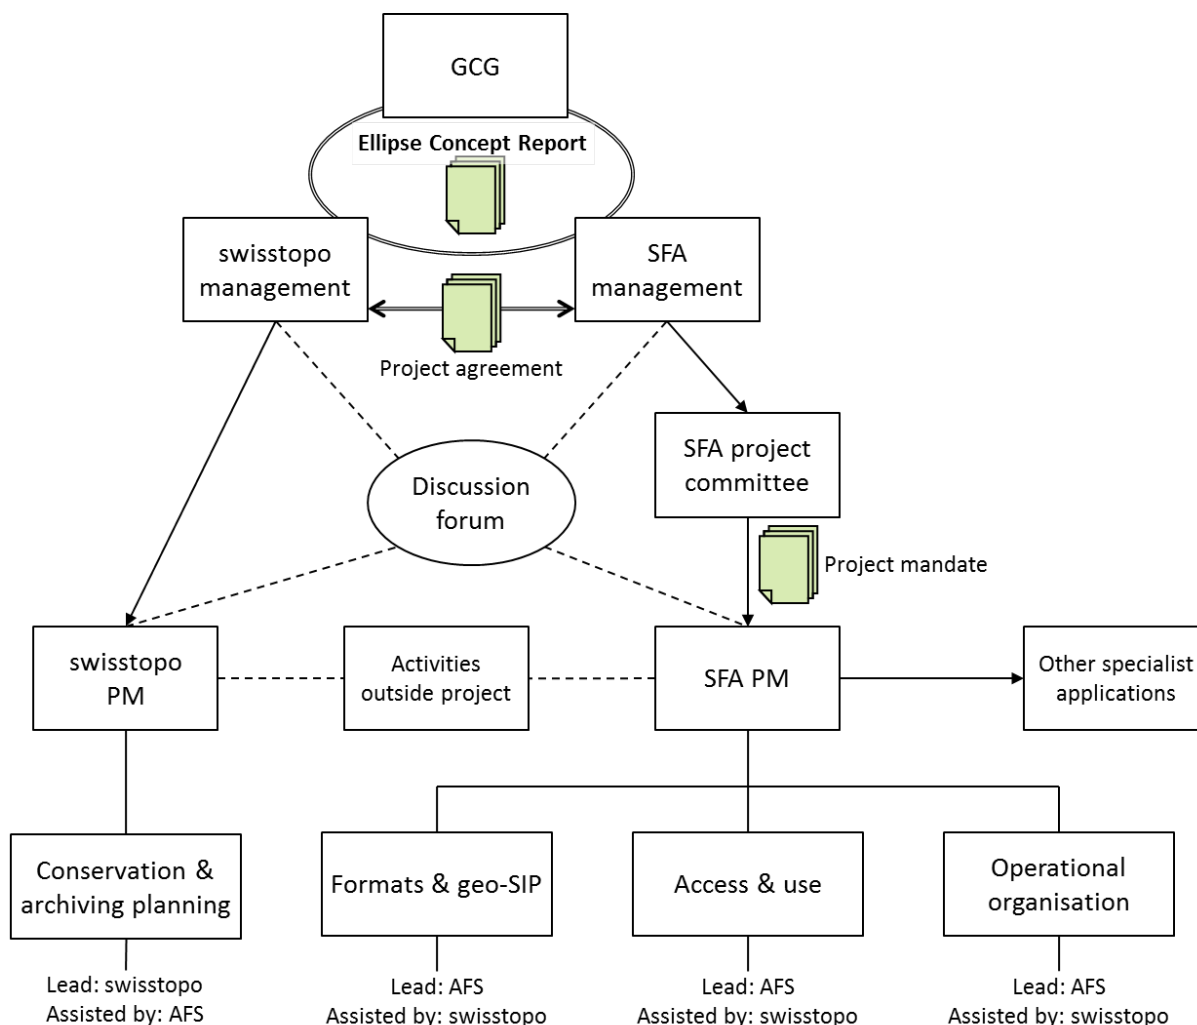 GCG
Ellipse Concept Report
swisstopo
management
SFA
management
Project agreement
SFA project
committee
Discussion
forum
Project mandate
swisstopo
PM
Activities
outside project
SFA PM
Other specialist
applications
Conservation &
archiving planning
Formats & geo-SIP
Access & use
Operational
organisation
Lead: swisstopo
Assisted by: AFS
Lead: AFS
Assisted by: swisstopo
Lead: AFS
Assisted by: swisstopo
Lead: AFS
Assisted by: swisstopo